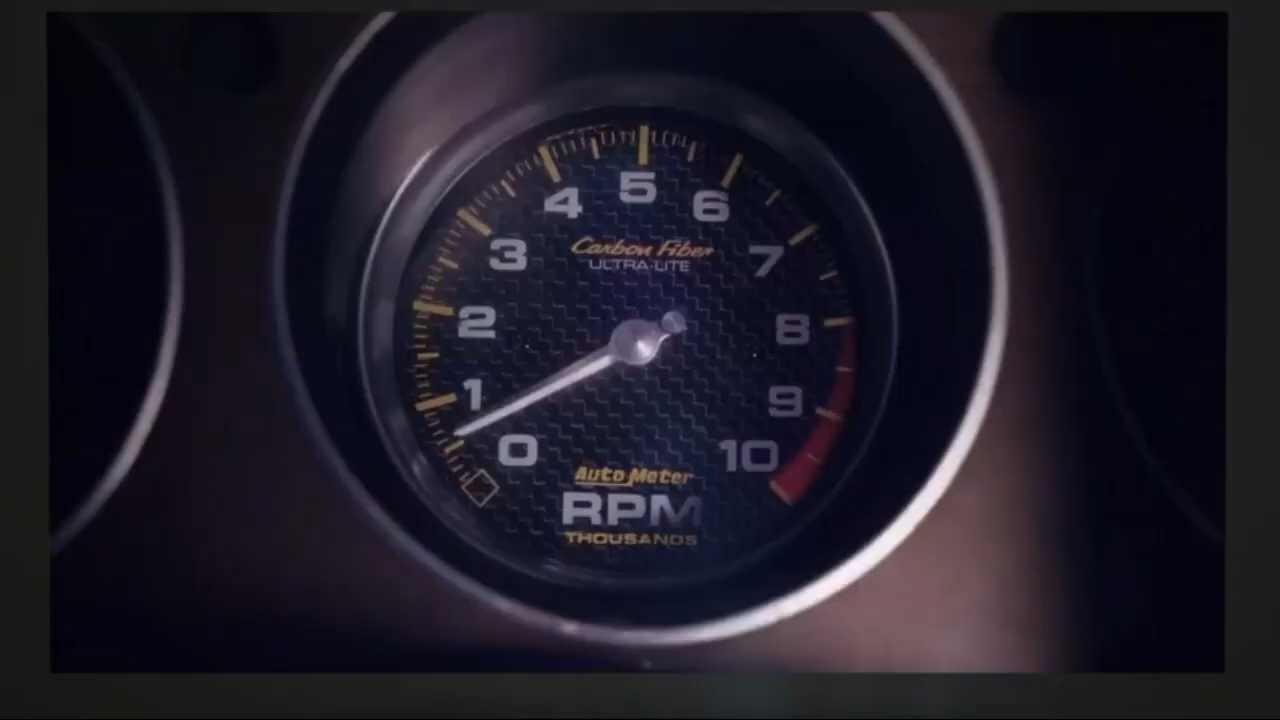 5
4
6
3
Carbon Fiber
7
ULTRA-LITE
2
8
1
9
0
10
Auto Meter
RPM
THOUSANDS